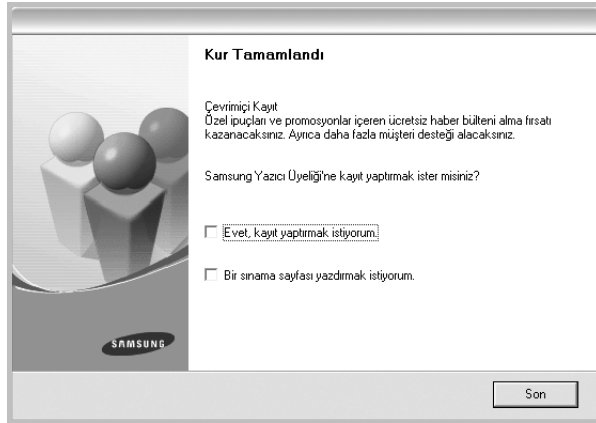 Kur Tamamlandı
Çevrimiçi Kayıt
Özel ipuçları ve promosyonlar içeren ücretsiz haber bülteni alma fırsatı
kazanacaksınız. Ayrıca daha fazla müşteri desteği alacaksınız.
Samsung Yazıcı Üyeliği'ne kayıt yaptırmak ister misiniz?
Evet, kayıt yaptırmak istiyorum.
Bir sınama sayfası yazdırmak istiyorum.
SAMSUNG
Son